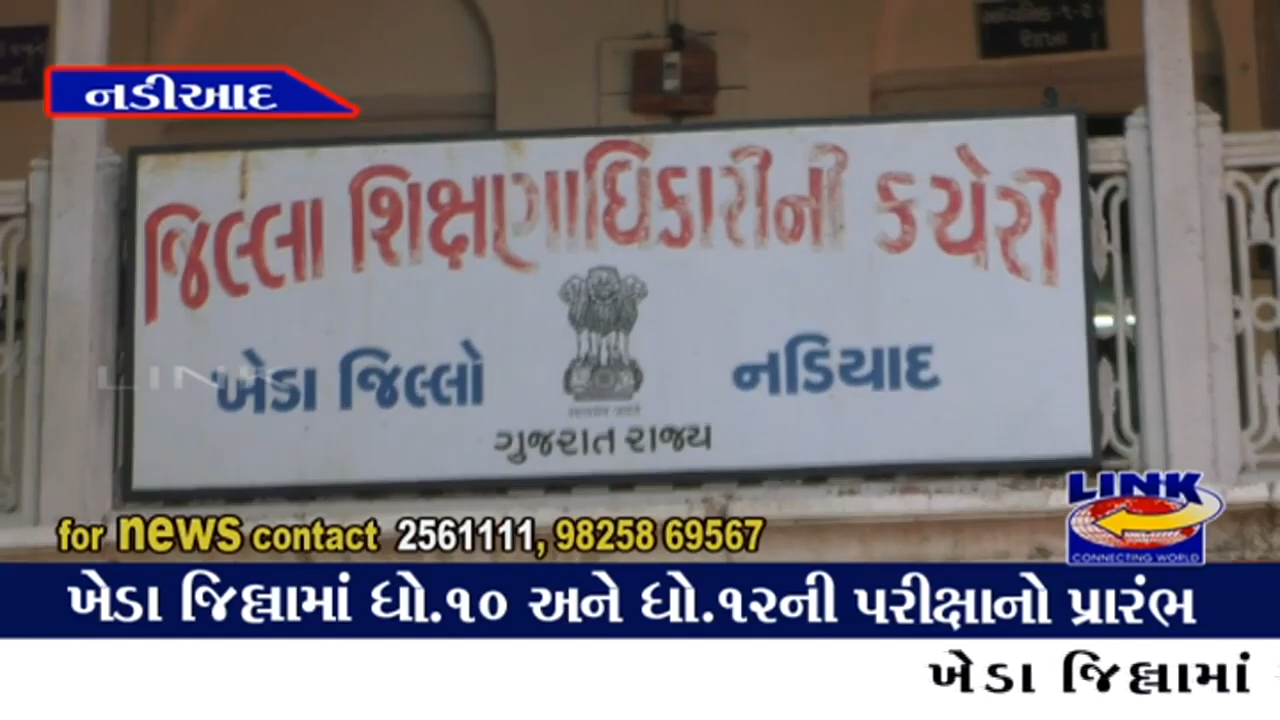 નડીઆદ
જિલ્લા શિક્ષણાધિકારીની કચેરી
ખેડા જિલ્લો
નડિયાદ
ગુજરાત રાજ્ય
LINK
for news contact 2561111, 98258 69567
LINK
CONNECTING WORLD
ખેડા જિલ્લામાં ધો.૧૦ અને ધો.૧૨ની પરીક્ષાનો પ્રારંભ
ખેડા જિલ્લામાં